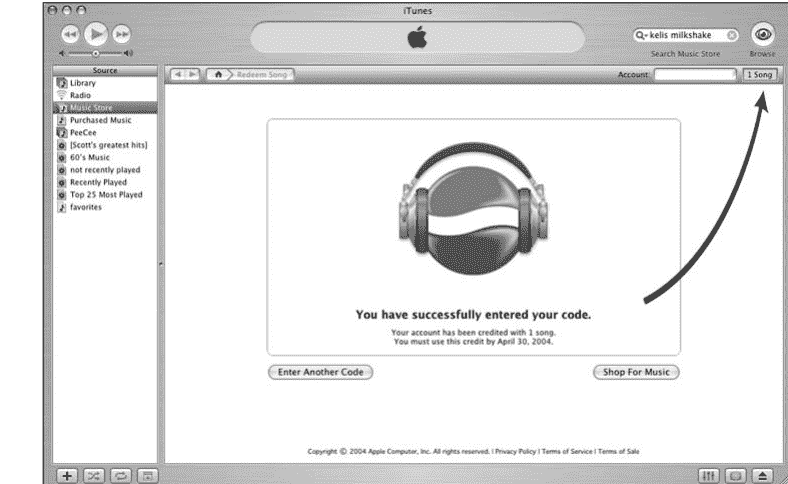 iTunes
kelis milkshake
Search Music Store
Browse
Source
Library
Radio
Music Store
Purchased Music
PeeCee
[Scott's greatest hits]
60's Music
not recently played
Recently Played
Top 25 Most Played
favorites
Redeem Song
Account:
1 Song
You have successfully entered your code.
Your account has been credited with 1 song.
You must use this credit by April 30, 2004.
Enter Another Code
Shop For Music
Copyright © 2004 Apple Computer, Inc. All rights reserved. | Privacy Policy | Terms of Service | Terms of Sale